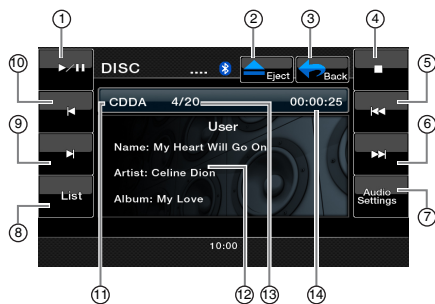 ① ② ③ ④
DISC .... Eject Back
⑩ ⑤
CDDA 4/20 00:00:25
User
⑨ Name: My Heart Will Go On ⑥
Artist: Celine Dion
List Album: My Love Audio Settings
⑧ ⑦
10:00
⑪ ⑫ ⑬ ⑭